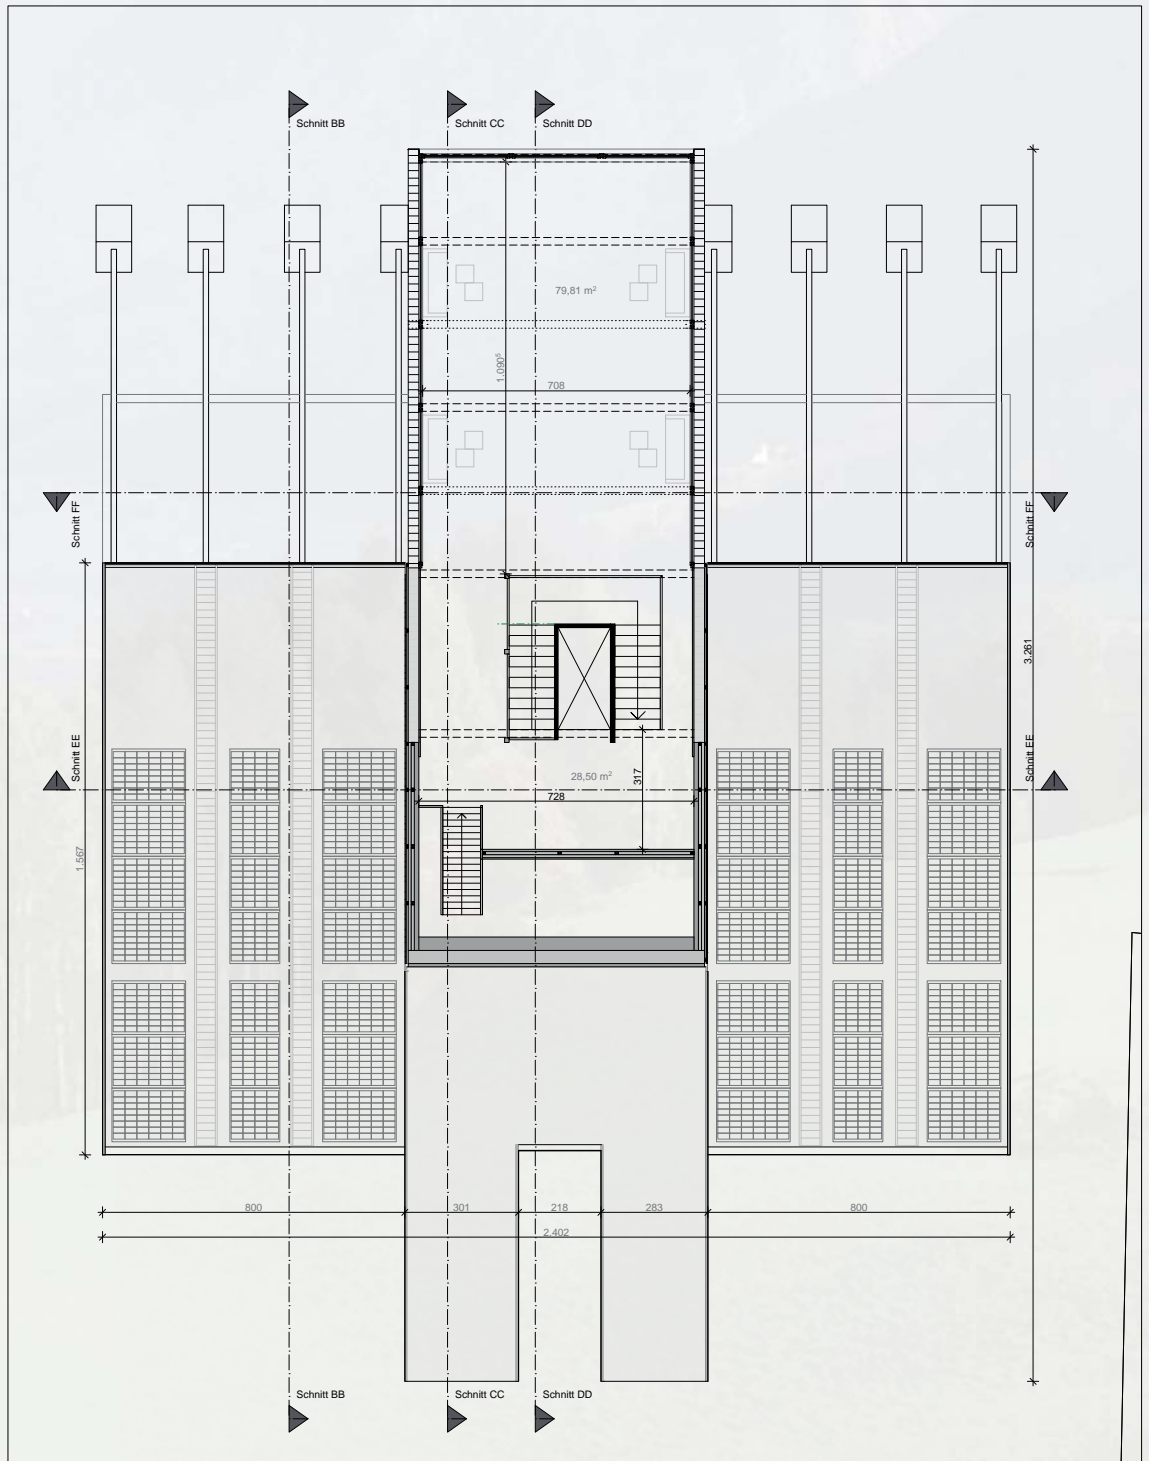 Schnitt BB
Schnitt CC
Schnitt DD
79,81 m²
1.090⁵
708
Schnitt FF
Schnitt FF
3.261
Schnitt EE
Schnitt EE
28,50 m²
317
728
1.567
800
301
218
283
800
2.402
Schnitt BB
Schnitt CC
Schnitt DD